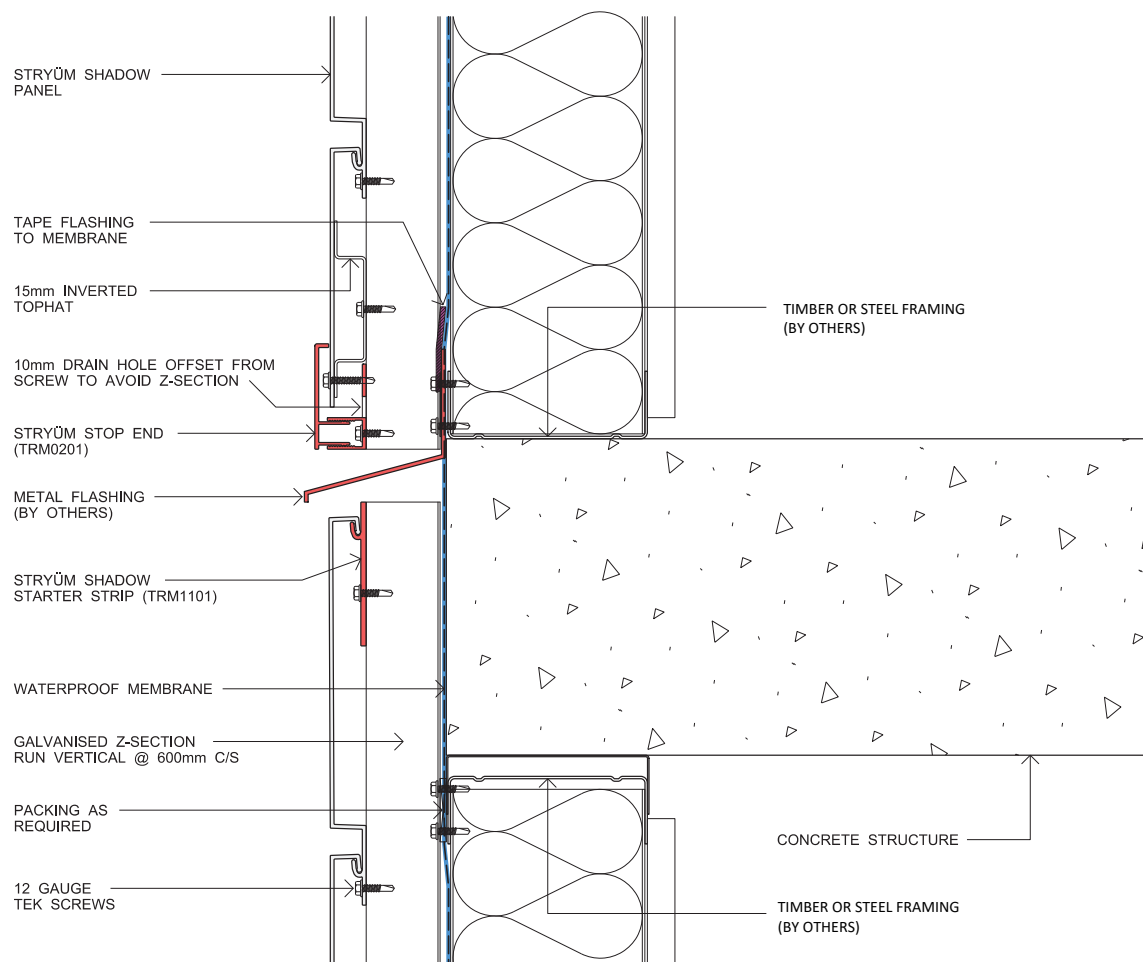 STRYÜM SHADOW
PANEL
TAPE FLASHING
TO MEMBRANE
15mm INVERTED
TOPHAT
10mm DRAIN HOLE OFFSET FROM
SCREW TO AVOID Z-SECTION
STRYÜM STOP END
(TRM0201)
METAL FLASHING
(BY OTHERS)
STRYÜM SHADOW
STARTER STRIP (TRM1101)
WATERPROOF MEMBRANE
GALVANISED Z-SECTION
RUN VERTICAL @ 600mm C/S
PACKING AS
REQUIRED
12 GAUGE
TEK SCREWS
TIMBER OR STEEL FRAMING
(BY OTHERS)
CONCRETE STRUCTURE
TIMBER OR STEEL FRAMING
(BY OTHERS)